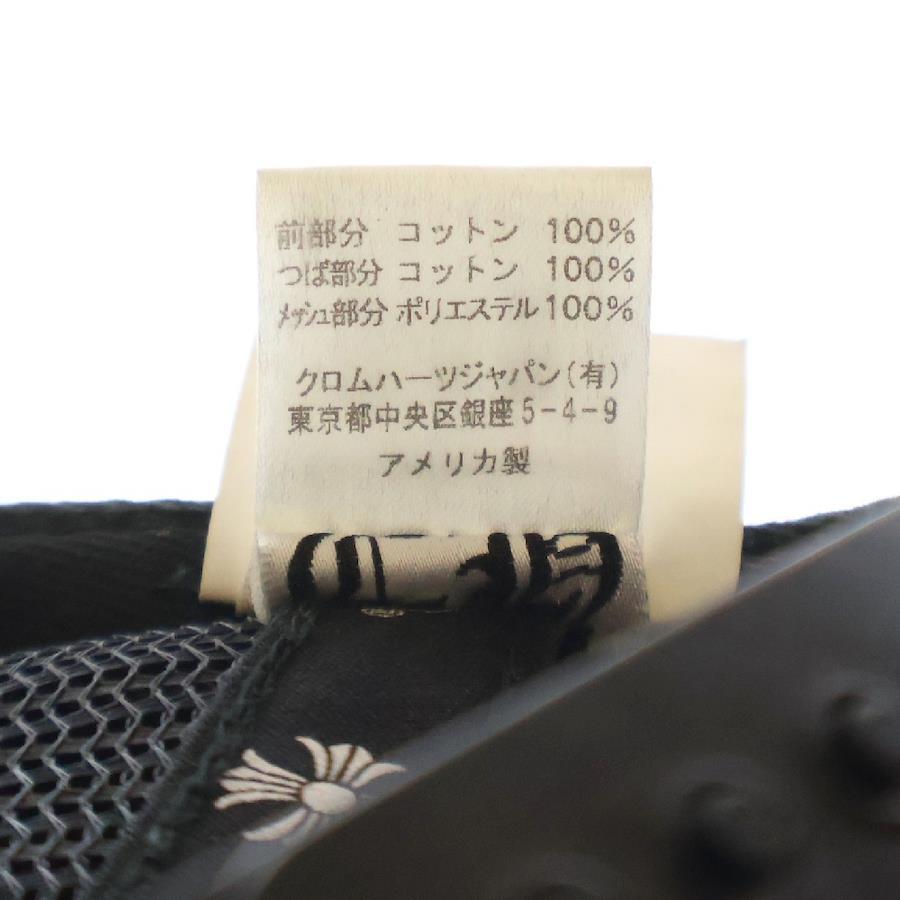 前部分 コットン 100%
つば部分 コットン 100%
メッシュ部分 ポリエステル 100%
クロムハーツジャパン(有)
東京都中央区銀座5-4-9
アメリカ製